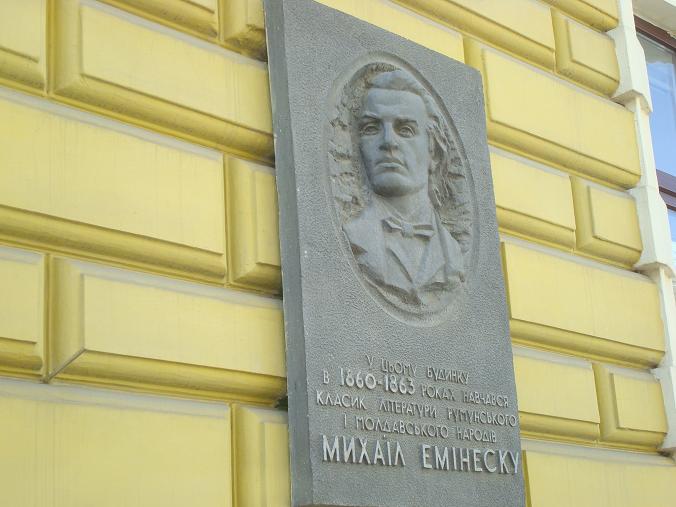 У ЦЬОМУ БУДИНКУ
В 1860-1863 РОКАХ НАВЧАВСЯ
КЛАСИК ЛІТЕРАТУРИ РУМУНСЬКОГО
І МОЛДАВСЬКОГО НАРОДІВ
МИХАЇЛ ЕМІНЕСКУ